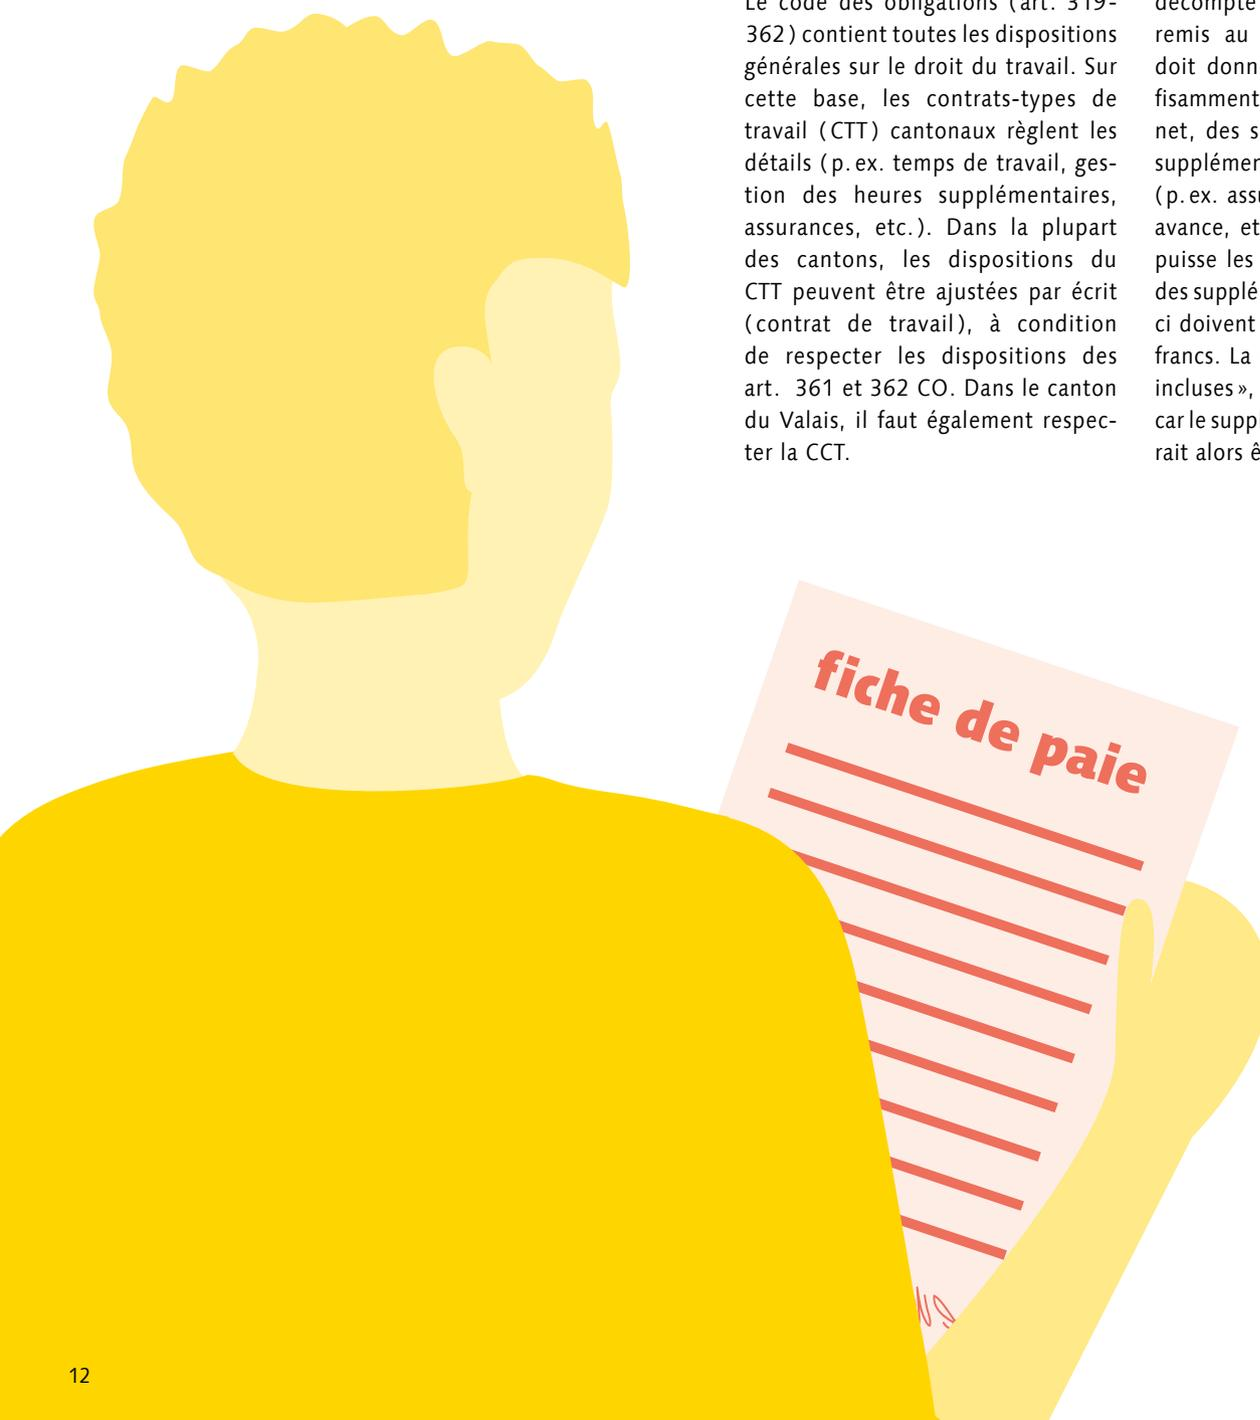 Le code des obligations (art. 319-
362) contient toutes les dispositions
générales sur le droit du travail. Sur
cette base, les contrats-types de
travail (CTT) cantonaux règlent les
détails (p. ex. temps de travail, ges-
tion des heures supplémentaires,
assurances, etc.). Dans la plupart
des cantons, les dispositions du
CTT peuvent être ajustées par écrit
(contrat de travail), à condition
de respecter les dispositions des
art. 361 et 362 CO. Dans le canton
du Valais, il faut également respec-
ter la CCT.
décompte
remis au
doit donn
fisamment
net, des s
supplémen
(p. ex. assu
avance, et
puisse les
des supplé
ci doivent
francs. La
incluses»,
car le supp
rait alors ê
fiche de paie
12